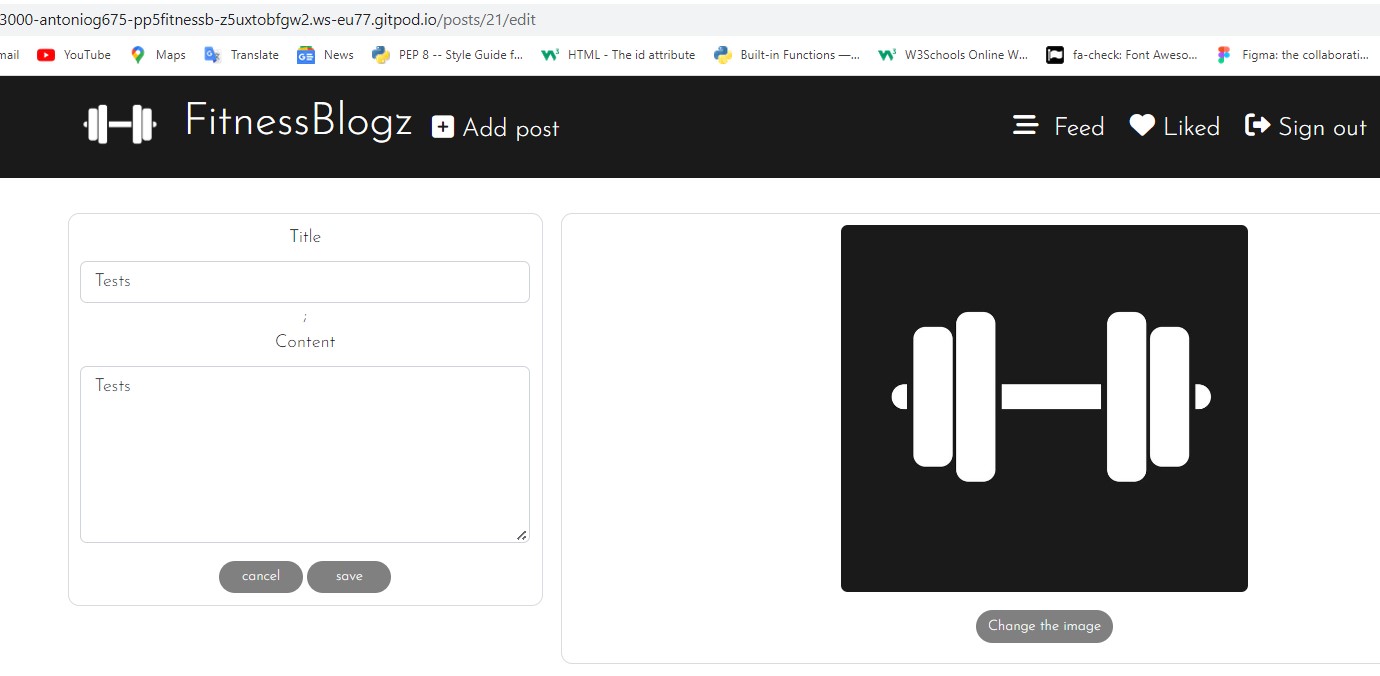 3000-antoniog675-pp5fitnessb-z5uxtobfgw2.ws-eu77.gitpod.io/posts/21/edit
mail YouTube Maps Translate News PEP 8 -- Style Guide f... HTML - The id attribute Built-in Functions —... W3Schools Online W... fa-check: Font Aweso... Figma: the collaborati...
FitnessBlogz Add post Feed Liked Sign out
Title
Tests
;
Content
Tests
cancel save
Change the image